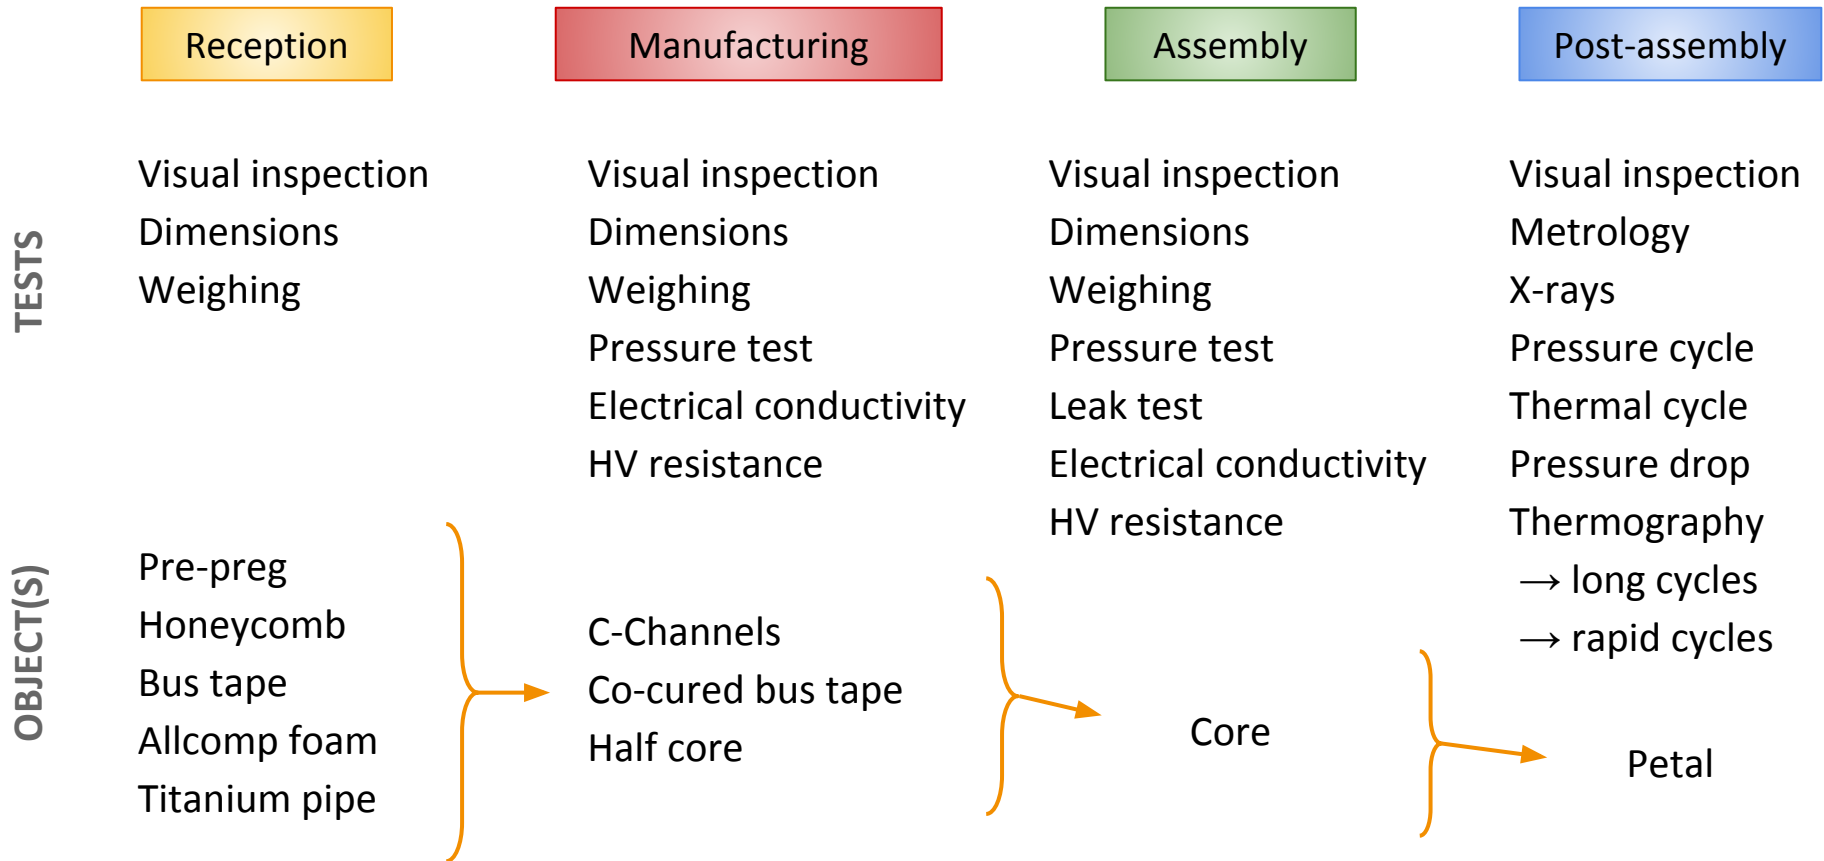 Reception
Manufacturing
Assembly
Post-assembly
TESTS
Visual inspection
Dimensions
Weighing
Visual inspection
Dimensions
Weighing
Pressure test
Electrical conductivity
HV resistance
Visual inspection
Dimensions
Weighing
Pressure test
Leak test
Electrical conductivity
HV resistance
Visual inspection
Metrology
X-rays
Pressure cycle
Thermal cycle
Pressure drop
Thermography
→ long cycles
→ rapid cycles
OBJECT(S)
Pre-preg
Honeycomb
Bus tape
Allcomp foam
Titanium pipe
C-Channels
Co-cured bus tape
Half core
Core
Petal